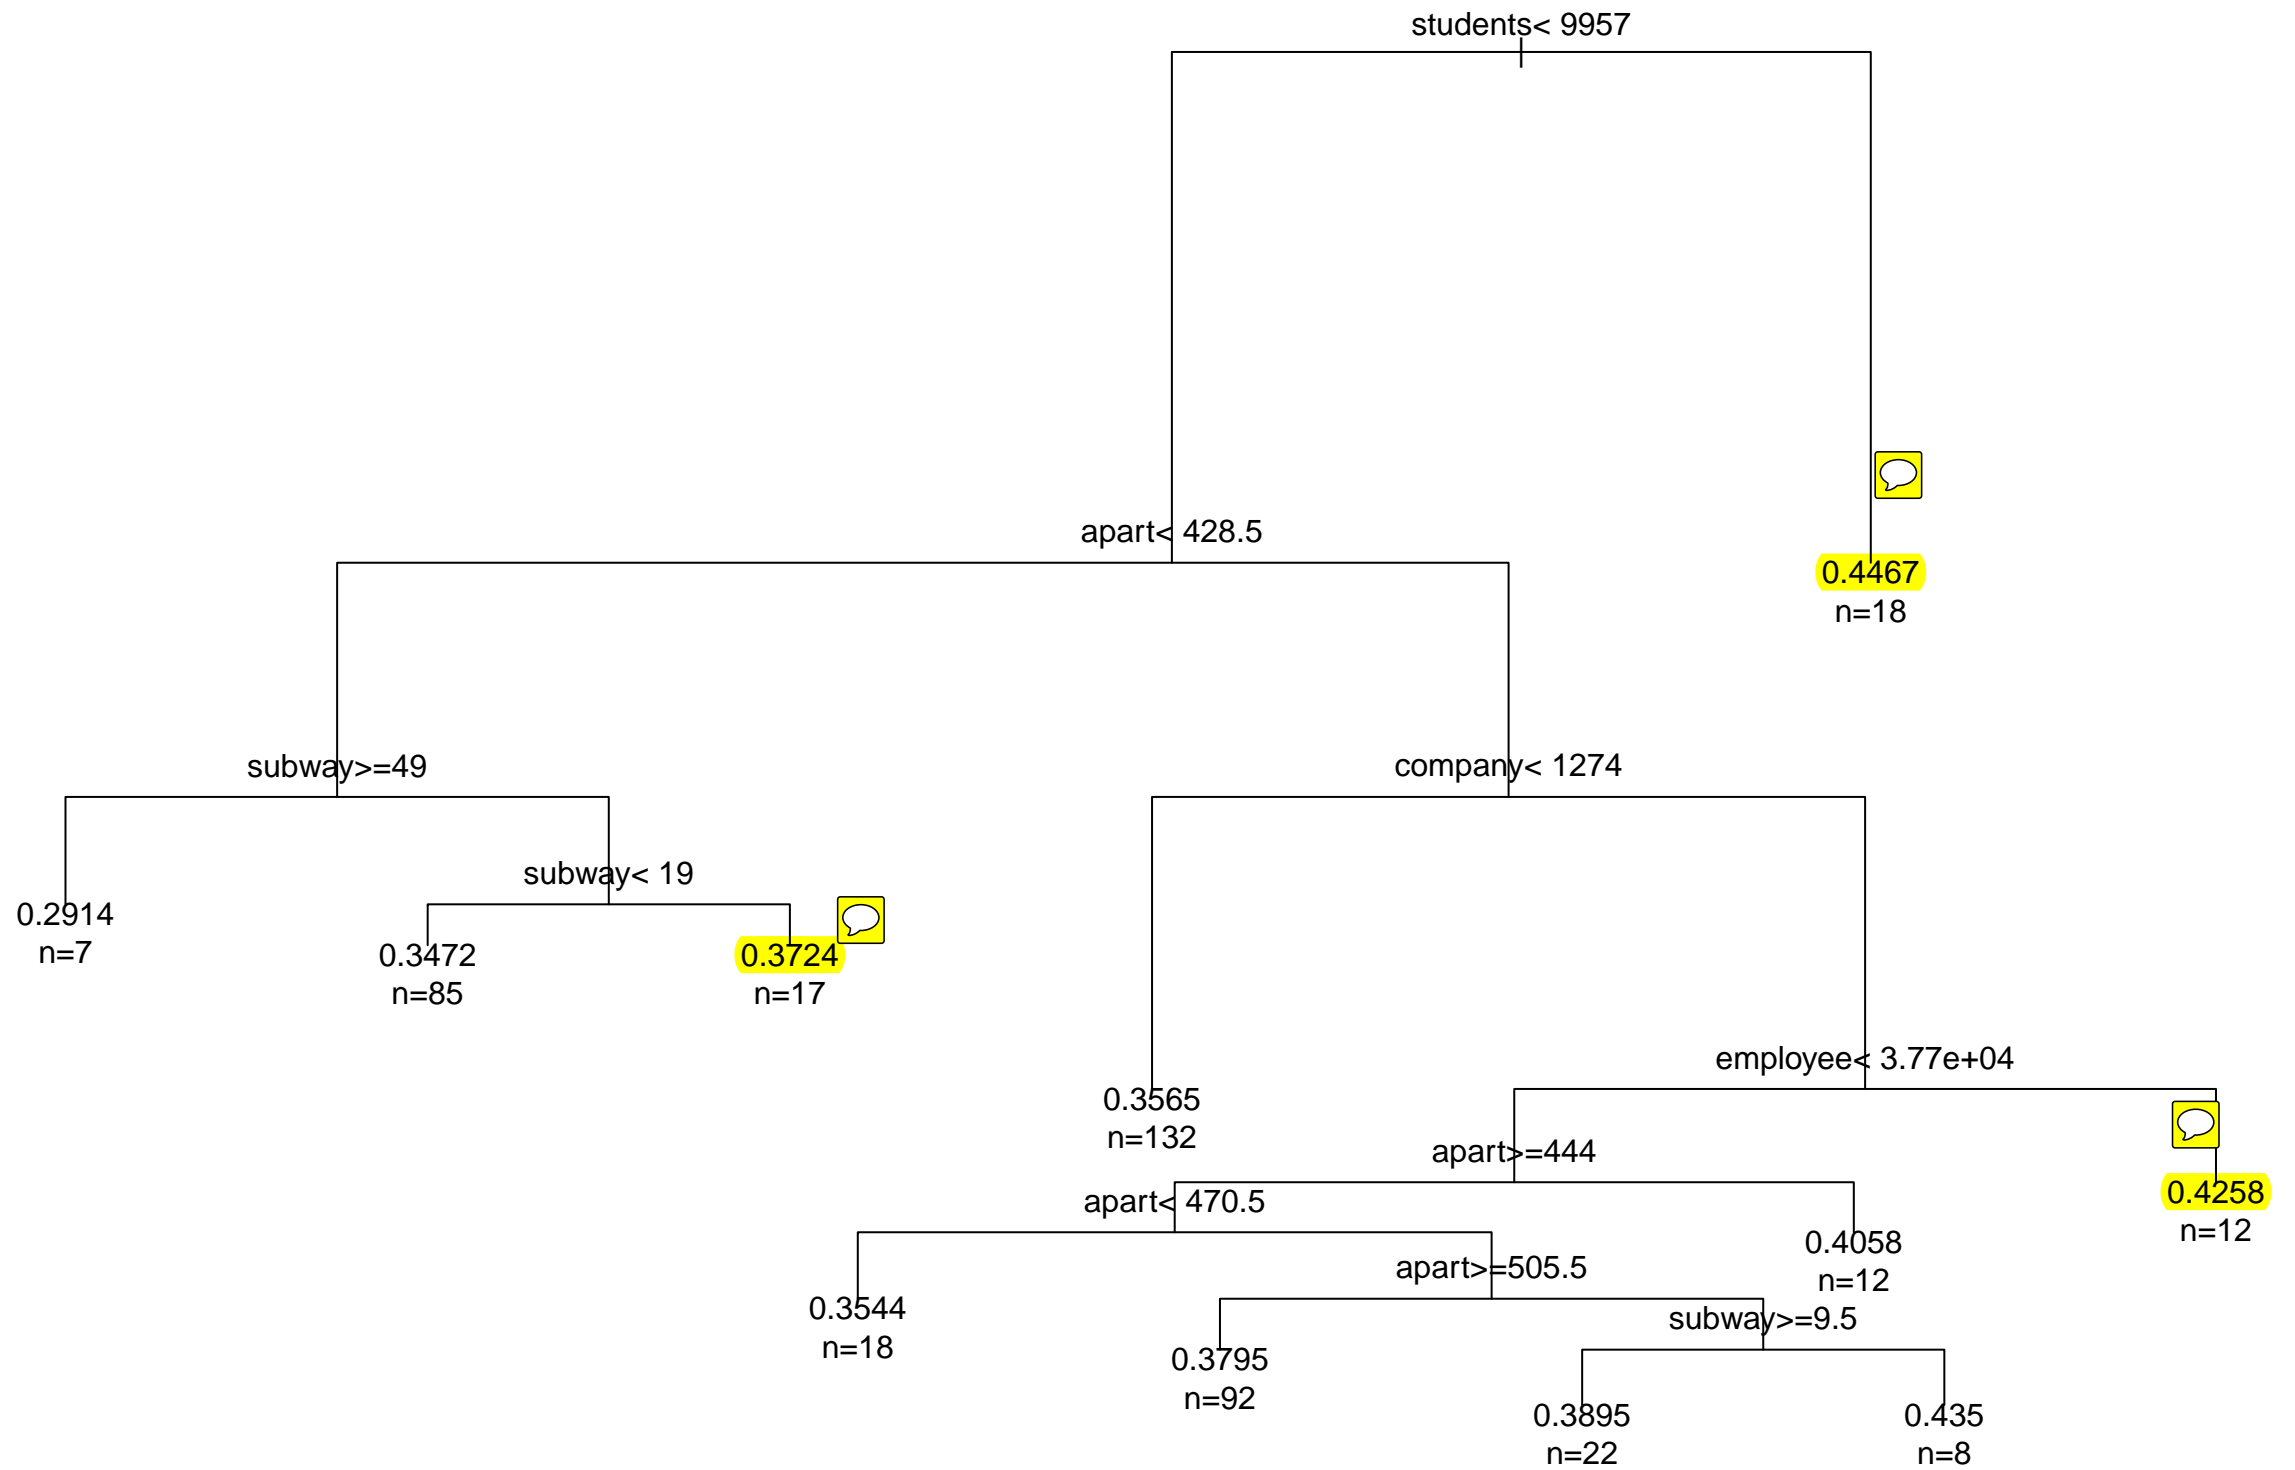 students< 9957
apart< 428.5
0.4467
n=18
subway>=49
company< 1274
subway< 19
0.2914
n=7
0.3472
n=85
0.3724
n=17
employee< 3.77e+04
0.3565
n=132
apart>=444
apart< 470.5
0.4258
n=12
0.4058
n=12
apart>=505.5
0.3544
n=18
subway>=9.5
0.3795
n=92
0.3895
n=22
0.435
n=8